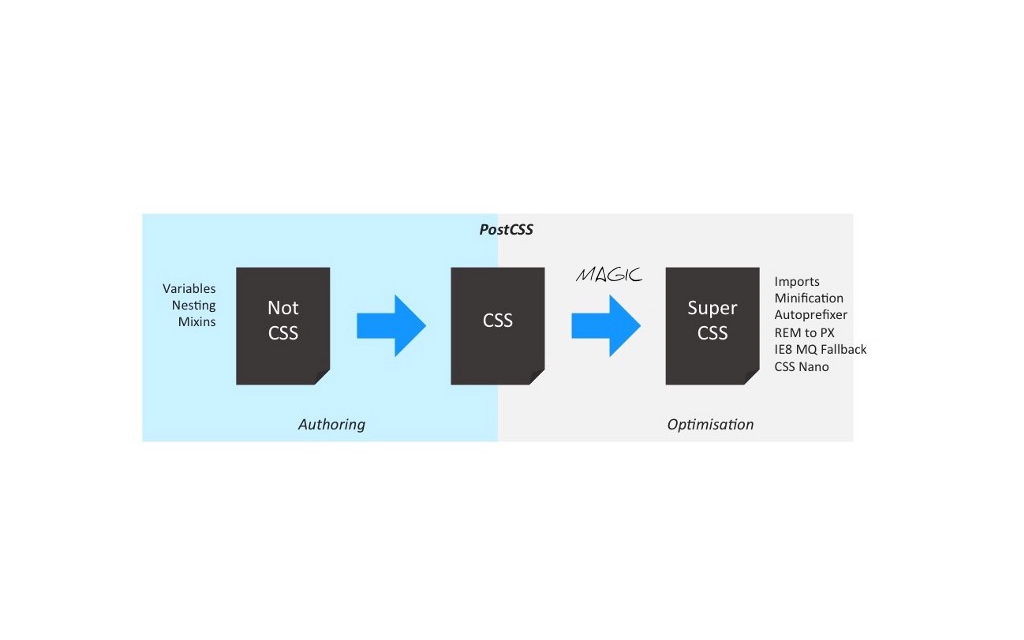 PostCSS
Variables
Nesting
Mixins
Not
CSS
CSS
MAGIC
Super
CSS
Imports
Minification
Autoprefixer
REM to PX
IE8 MQ Fallback
CSS Nano
Authoring
Optimisation